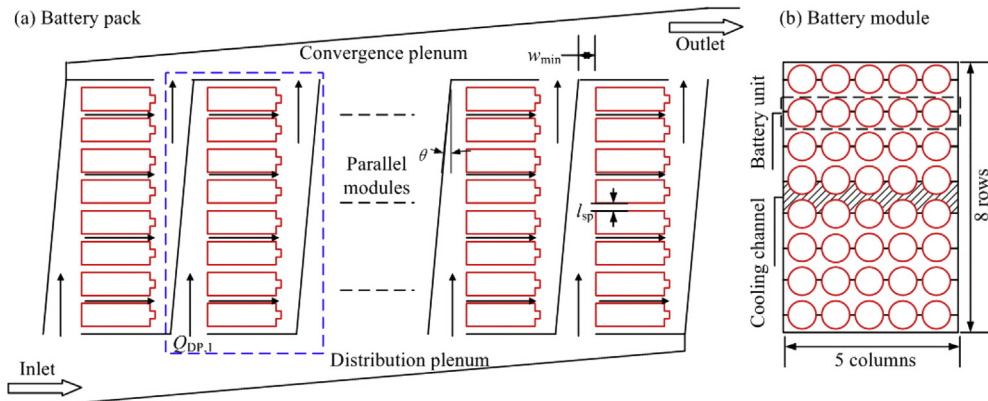 (a) Battery pack
Outlet
Convergence plenum
w_min
θ
Parallel
modules
l_sp
Q_DP,1
Distribution plenum
Inlet
(b) Battery module
Battery unit
Cooling channel
8 rows
5 columns